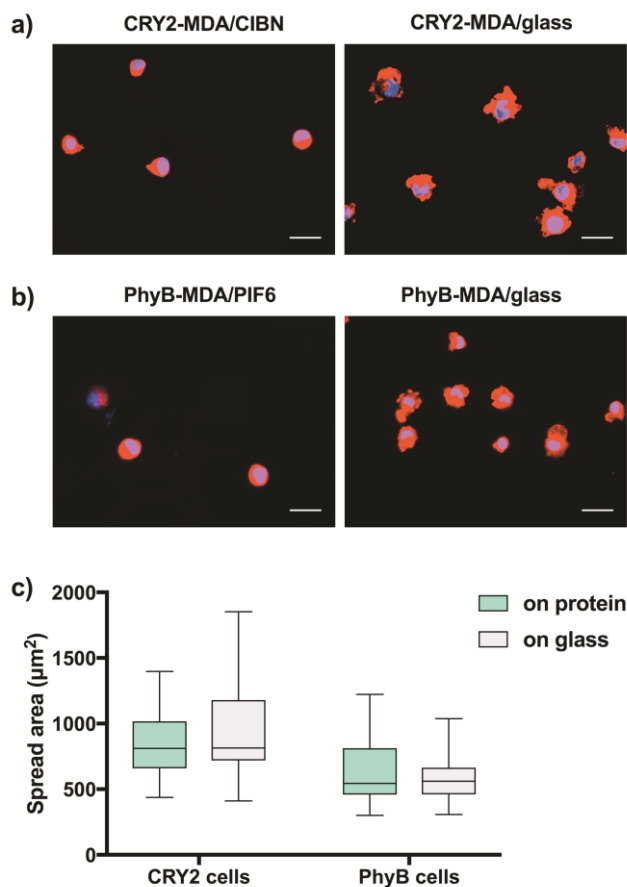 a)
CRY2-MDA/CIBN CRY2-MDA/glass
b)
PhyB-MDA/PIF6 PhyB-MDA/glass
c)
2000
1500
1000
500
0
Spread area (µm²)
CRY2 cells PhyB cells
on protein
on glass